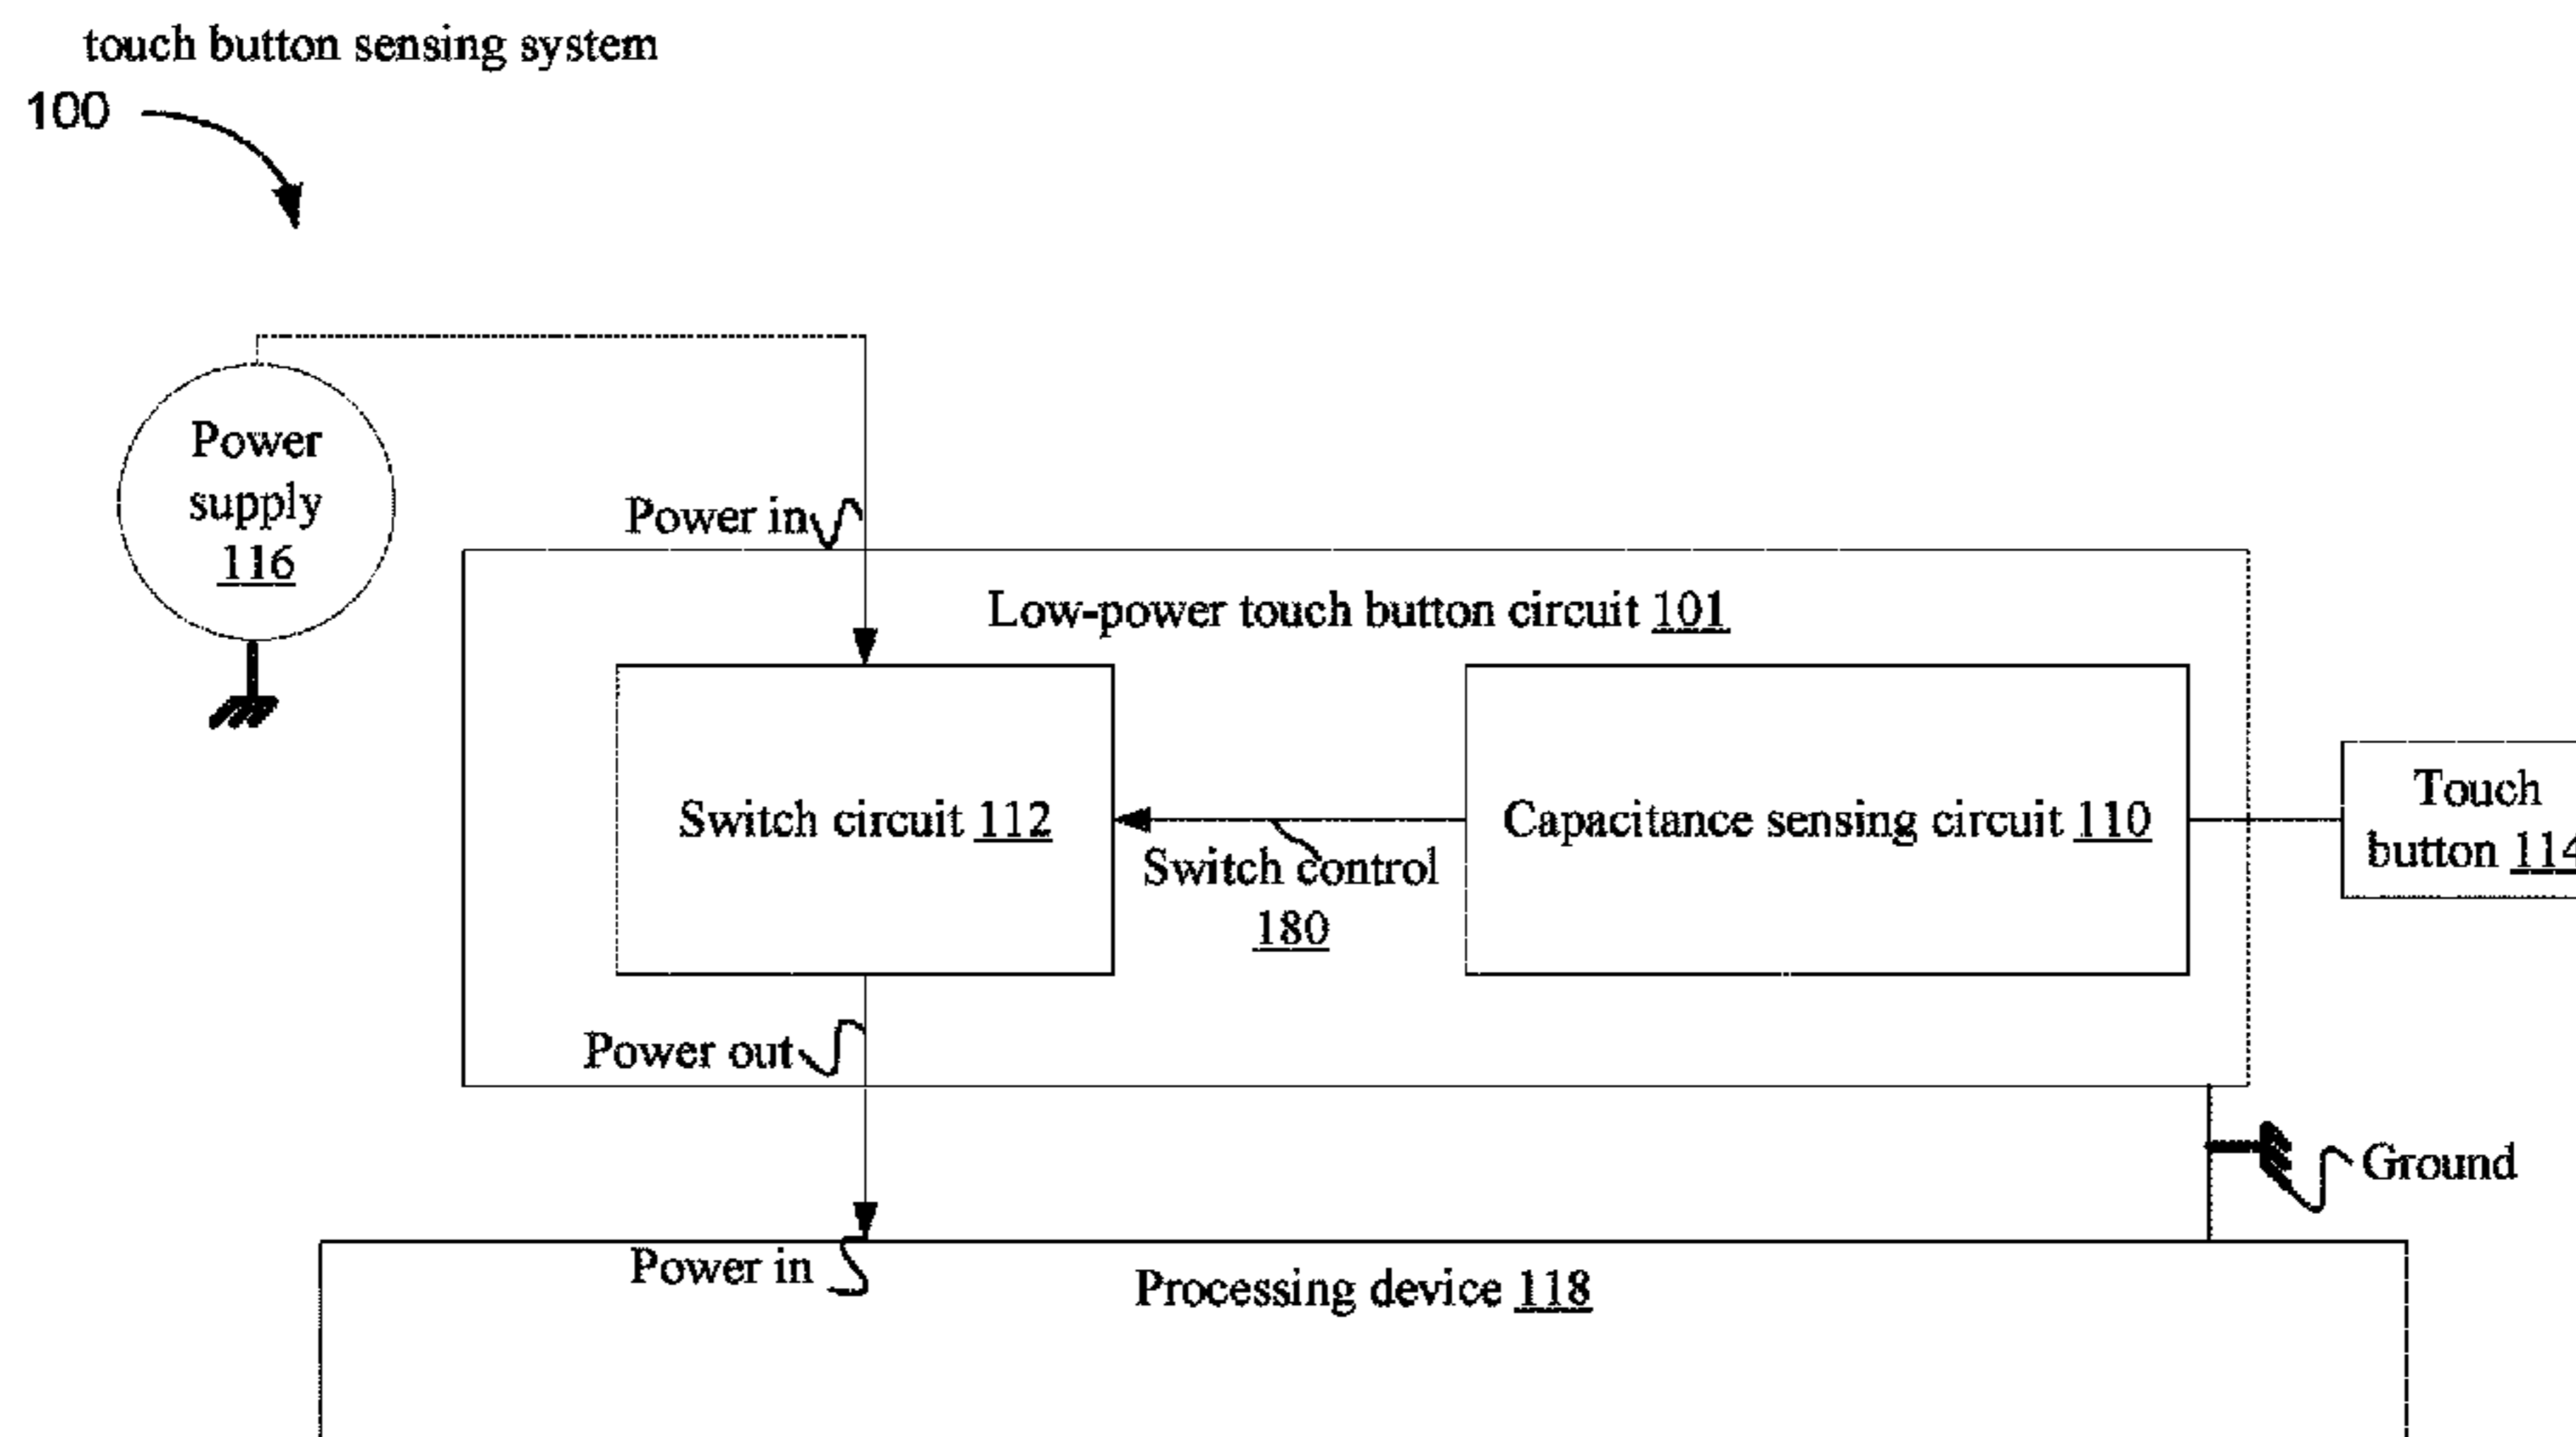 touch button sensing system
100
Power
supply
116
Power in
Low-power touch button circuit 101
Switch circuit 112
Capacitance sensing circuit 110
Touch
button 114
Switch control
180
Power out
Ground
Power in
Processing device 118